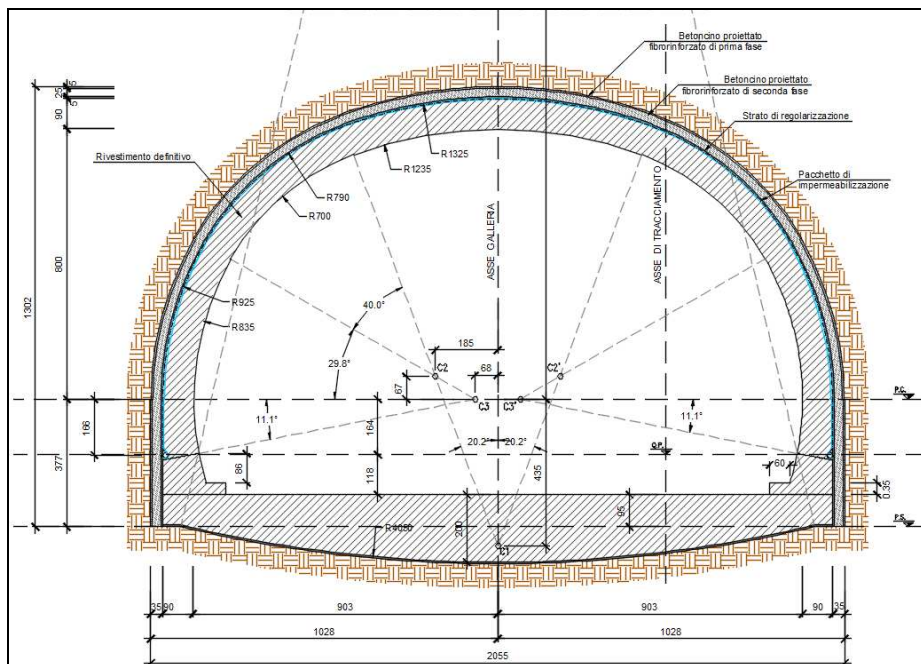 Betoncino proiettato
fibrorinforzato di prima fase
Betoncino proiettato
fibrorinforzato di seconda fase
Strato di regolarizzazione
Pacchetto di
impermeabilizzazione
Rivestimento definitivo
R1325
R1235
R790
R700
R925
R835
ASSE GALLERIA
ASSE DI TRACCIAMENTO
5
25
5
90
800
1302
377
166
40.0°
29.8°
11.1°
185
68
67
C2
C2'
C3
C3'
11.1°
P.C.
164
118
86
20.2°
20.2°
435
Q.P.
60
0.35
95
200
R4050
C1
P.S.
35
90
903
903
90
35
1028
1028
2055